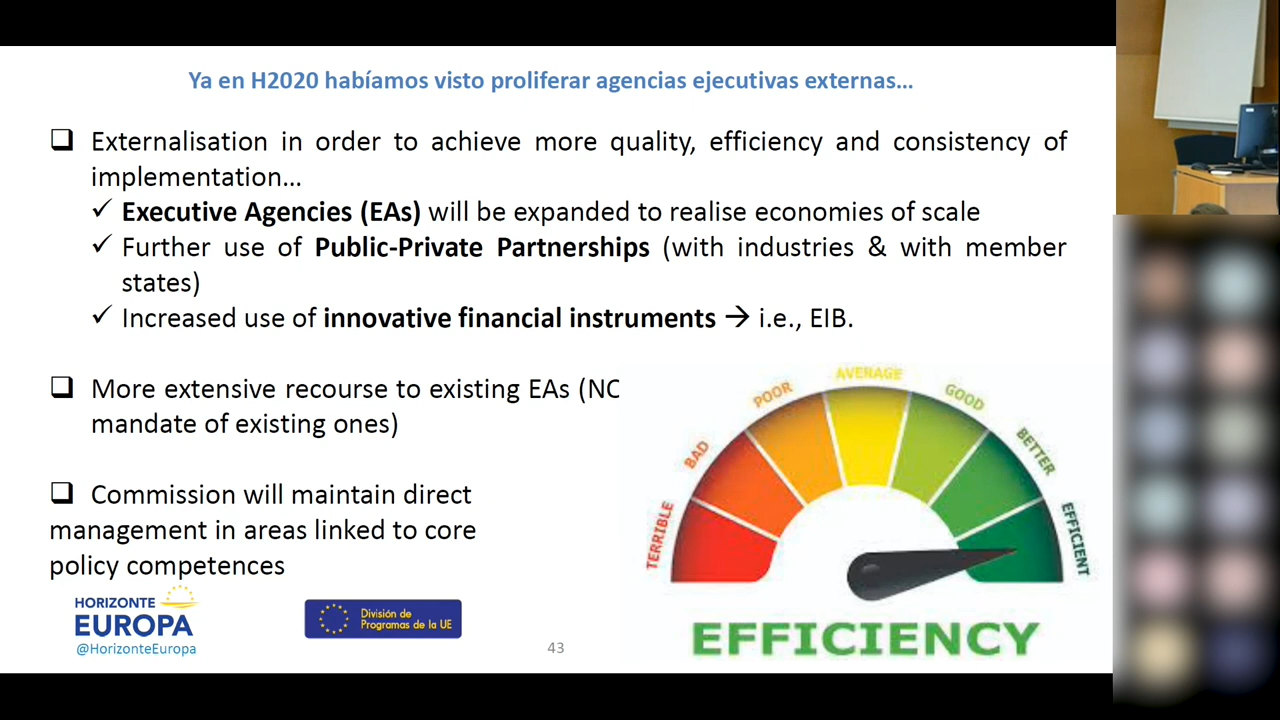 Ya en H2020 habíamos visto proliferar agencias ejecutivas externas...
❑ Externalisation in order to achieve more quality, efficiency and consistency of
implementation...
✓ Executive Agencies (EAs) will be expanded to realise economies of scale
✓ Further use of Public-Private Partnerships (with industries & with member
states)
✓ Increased use of innovative financial instruments → i.e., EIB.
❑ More extensive recourse to existing EAs (NO
mandate of existing ones)
❑ Commission will maintain direct
management in areas linked to core
policy competences
TERRIBLE
BAD
POOR
AVERAGE
GOOD
BETTER
EFFICIENT
EFFICIENCY
HORIZONTE
EUROPA
@HorizonteEuropa
División de
Programas de la UE
43